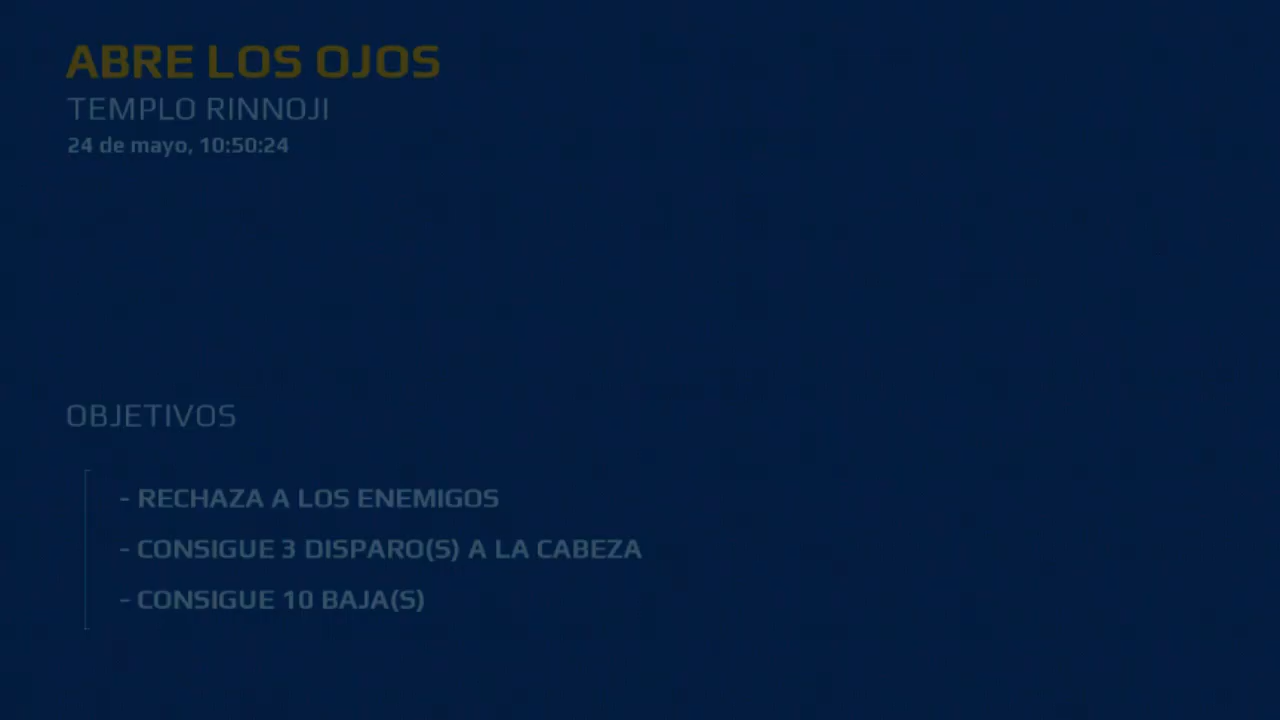 ABRE LOS OJOS
TEMPLO RINNOJI
24 de mayo, 10:50:24
OBJETIVOS
- RECHAZA A LOS ENEMIGOS
- CONSIGUE 3 DISPARO(S) A LA CABEZA
- CONSIGUE 10 BAJA(S)